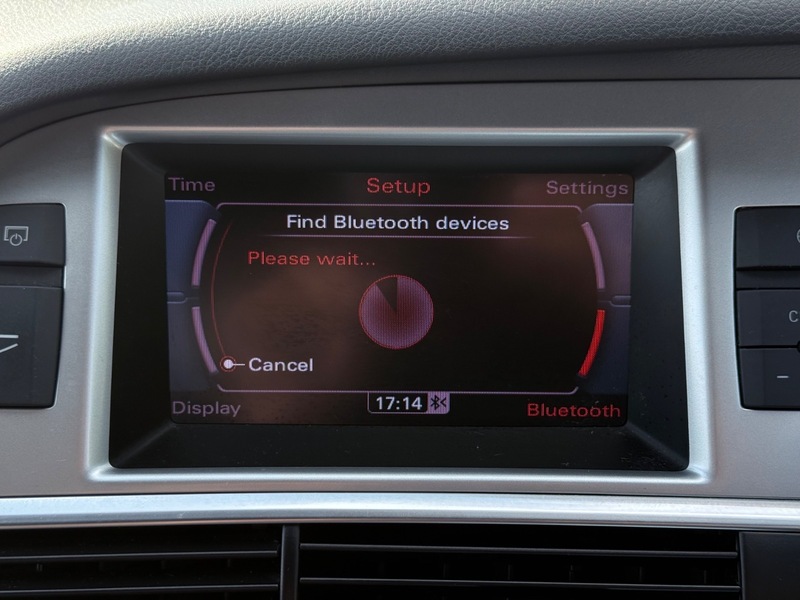 Time
Setup
Settings
Find Bluetooth devices
Please wait...
Cancel
Display
17:14
Bluetooth